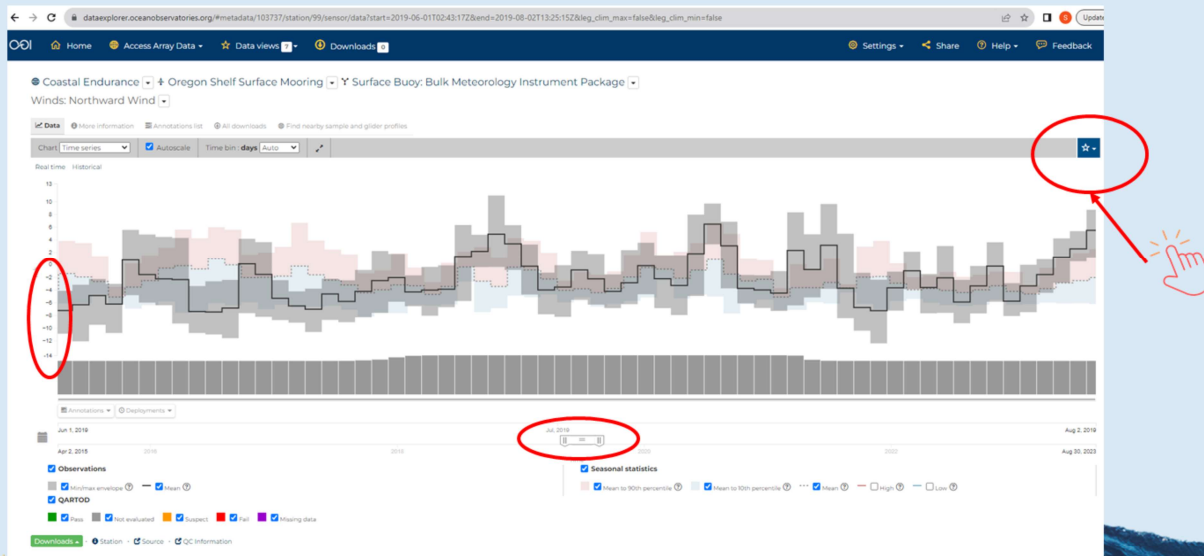 dataexplorer.oceanobservatories.org/#metadata/103737/station/99/sensor/data?start=2019-06-01T02:43:17Z&end=2019-08-02T13:25:15Z&leg_clim_max=false&leg_clim_min=false
S Update
OOI Home Access Array Data Data views 7 Downloads 0 Settings Share Help Feedback
Coastal Endurance Oregon Shelf Surface Mooring Surface Buoy: Bulk Meteorology Instrument Package
Winds: Northward Wind
Data More information Annotations list All downloads Find nearby sample and glider profiles
Chart Time series Autoscale Time bin : days Auto
Real time Historical
13
10
8
6
4
2
0
-2
-4
-6
-8
-10
-12
-14
Annotations Deployments
Jun 1, 2019 Jul, 2019 Aug 2, 2019
Apr 2, 2015 2016 2018 2020 2022 Aug 30, 2023
Observations Seasonal statistics
Min/max envelope Mean Mean to 90th percentile Mean to 10th percentile Mean High Low
QARTOD
Pass Not evaluated Suspect Fail Missing data
Downloads Station Source QC Information